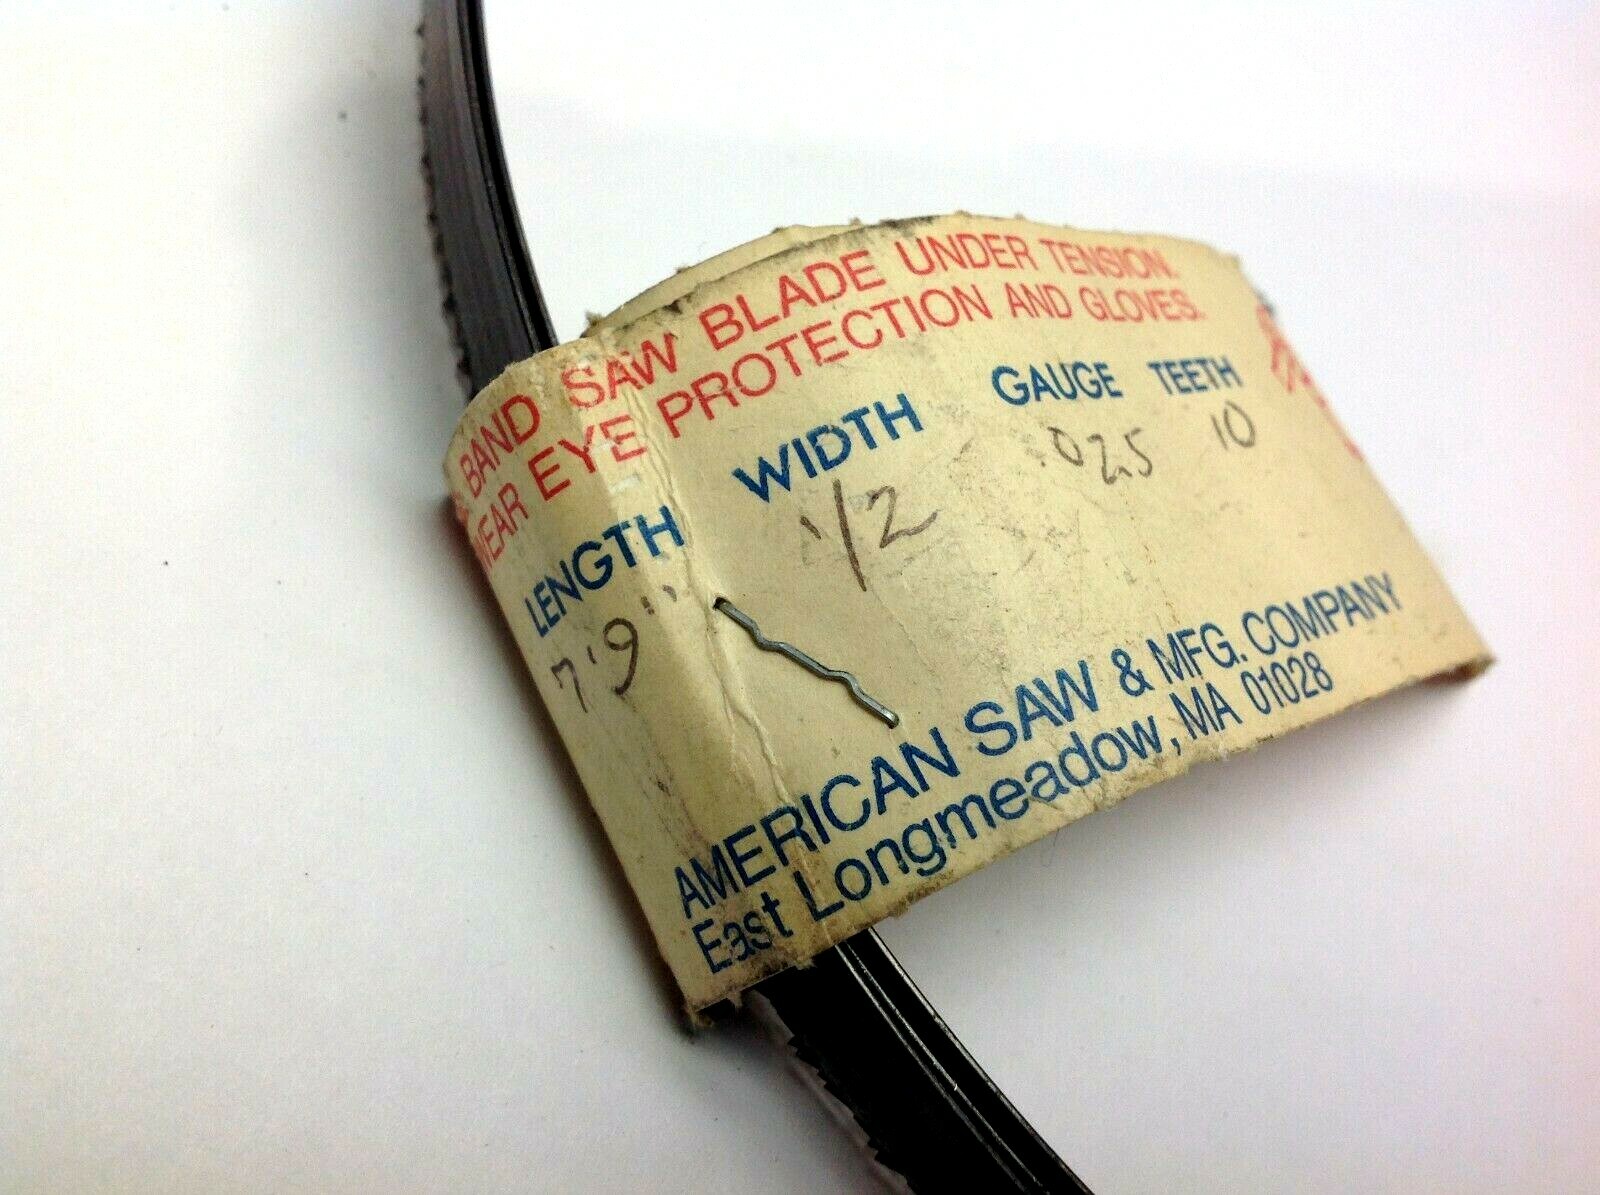 BAND SAW BLADE UNDER TENSION.
WEAR EYE PROTECTION AND GLOVES.
LENGTH WIDTH GAUGE TEETH
7'9" 1/2 .025 10
AMERICAN SAW & MFG. COMPANY
East Longmeadow, MA 01028